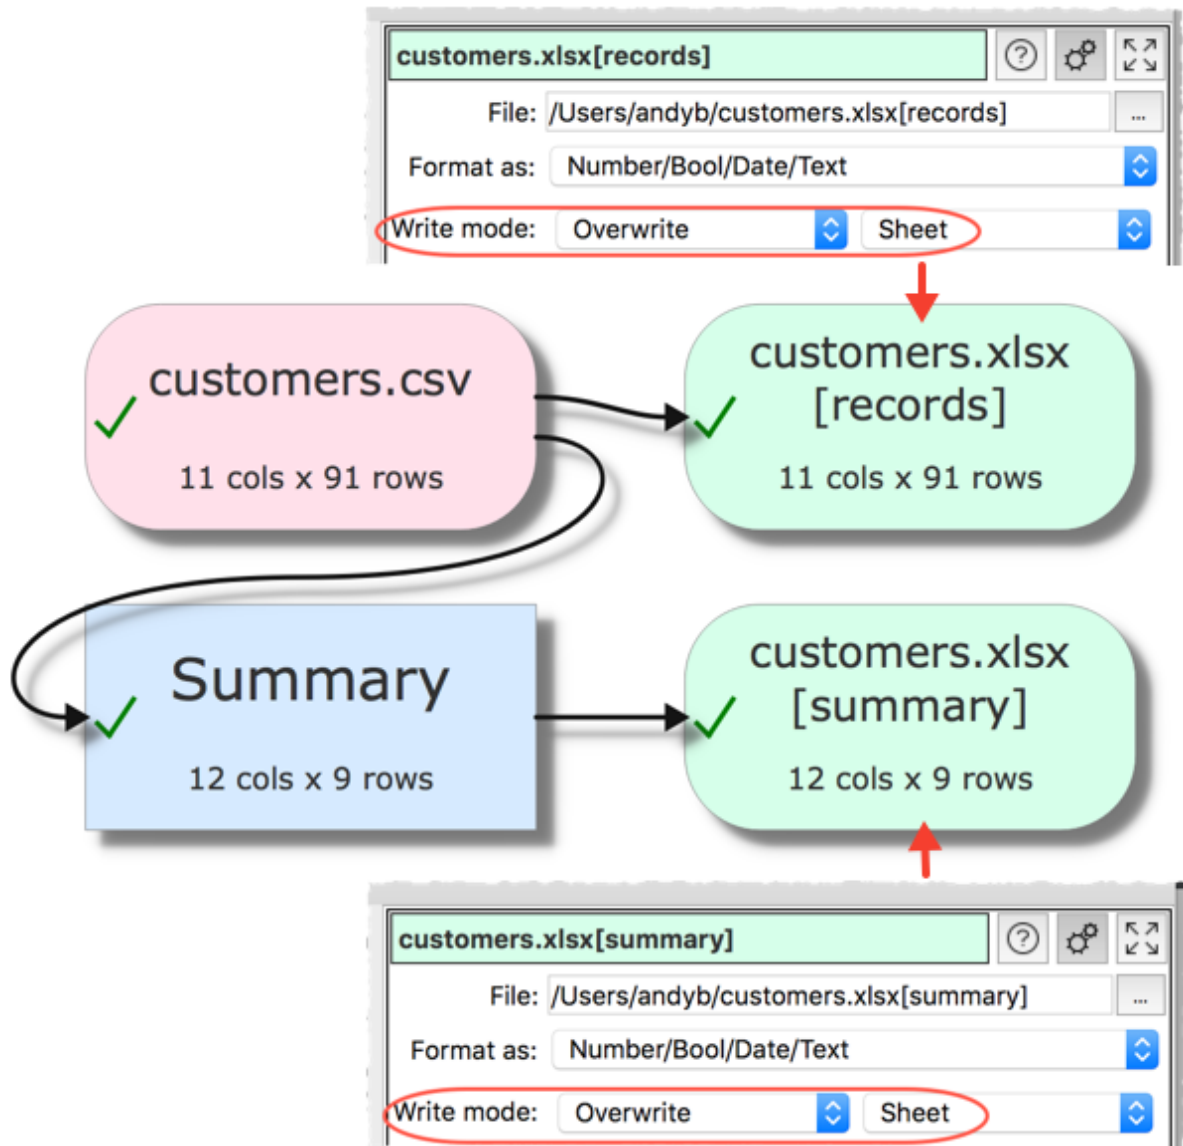 customers.xlsx[records]
File: /Users/andyb/customers.xlsx[records] ...
Format as: Number/Bool/Date/Text
Write mode: Overwrite Sheet
customers.csv
11 cols x 91 rows
customers.xlsx
[records]
11 cols x 91 rows
Summary
12 cols x 9 rows
customers.xlsx
[summary]
12 cols x 9 rows
customers.xlsx[summary]
File: /Users/andyb/customers.xlsx[summary] ...
Format as: Number/Bool/Date/Text
Write mode: Overwrite Sheet